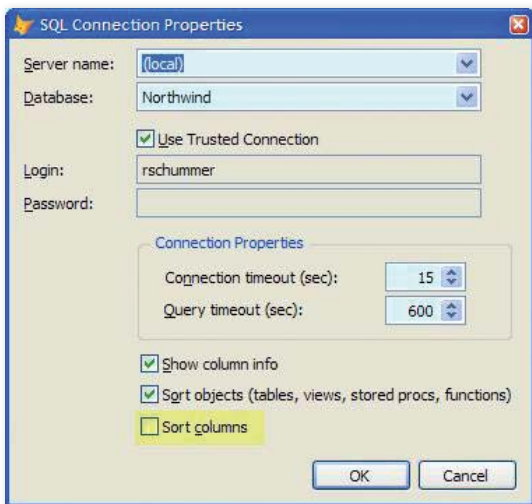 SQL Connection Properties
Server name: (local)
Database: Northwind
Use Trusted Connection
Login: rschummer
Password:
Connection Properties
Connection timeout (sec): 15
Query timeout (sec): 600
Show column info
Sort objects (tables, views, stored procs, functions)
Sort columns
OK Cancel